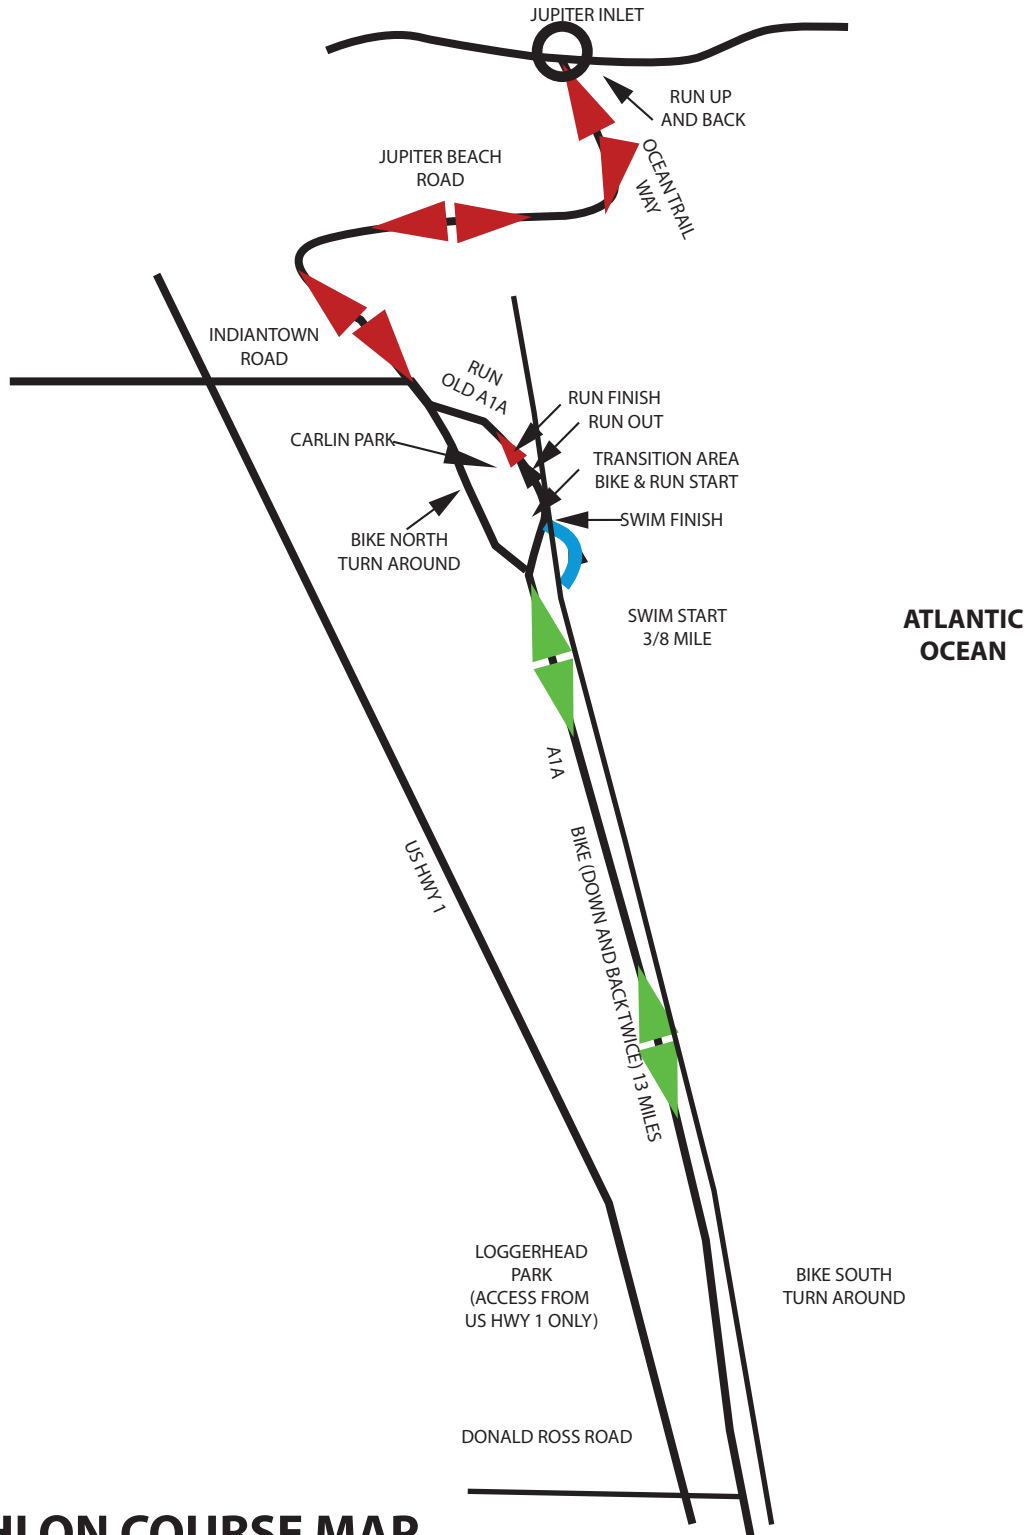 JUPITER INLET
RUN UP
AND BACK
JUPITER BEACH
ROAD
OCEAN TRAIL
WAY
INDIANTOWN
ROAD
RUN
OLD A1A
RUN FINISH
RUN OUT
CARLIN PARK
TRANSITION AREA
BIKE & RUN START
SWIM FINISH
BIKE NORTH
TURN AROUND
SWIM START
3/8 MILE
ATLANTIC
OCEAN
A1A
BIKE (DOWN AND BACK TWICE) 13 MILES
US HWY 1
LOGGERHEAD
PARK
(ACCESS FROM
US HWY 1 ONLY)
BIKE SOUTH
TURN AROUND
DONALD ROSS ROAD
HLON COURSE MAP